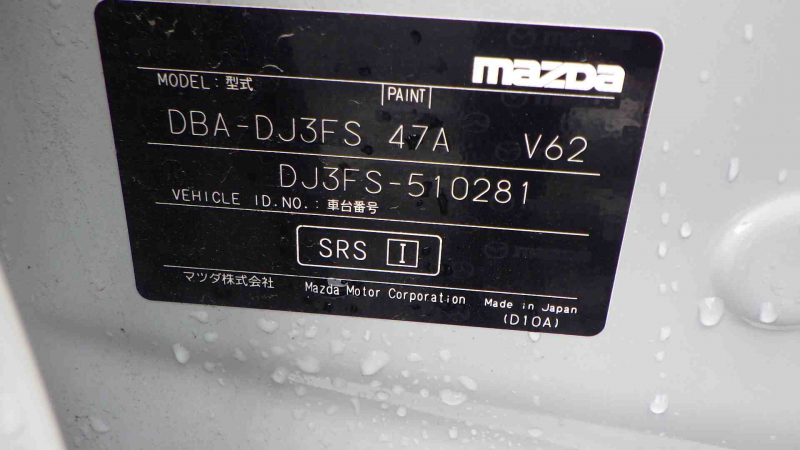 mazda
MODEL: 型式 PAINT
DBA-DJ3FS 47A V62
DJ3FS-510281
VEHICLE ID.NO.: 車台番号
SRS I
マツダ株式会社 Mazda Motor Corporation Made in Japan
(D10A)